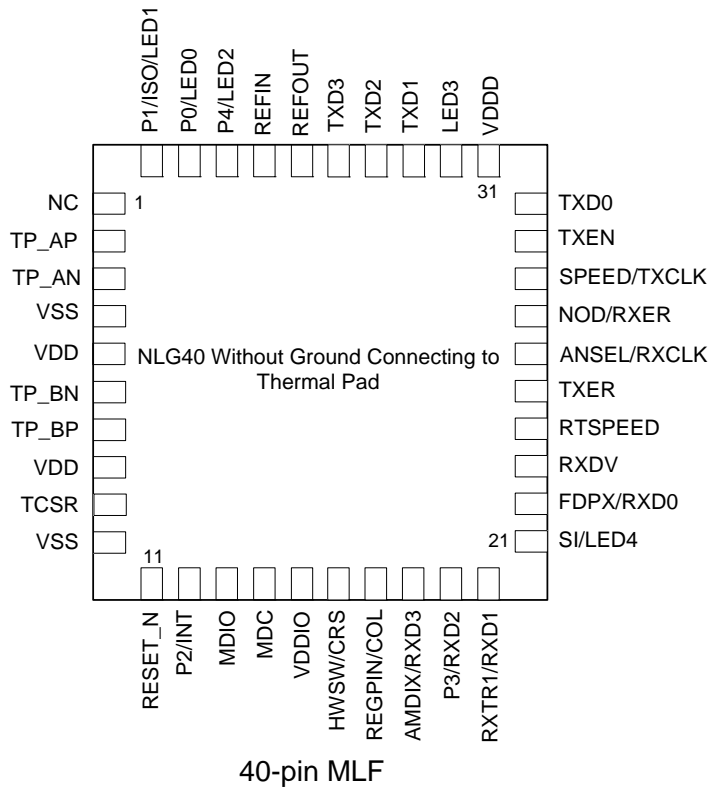 P1/ISO/LED1
P0/LED0
P4/LED2
REFIN
REFOUT
TXD3
TXD2
TXD1
LED3
VDDD
NC
TP_AP
TP_AN
VSS
VDD
TP_BN
TP_BP
VDD
TCSR
VSS
1
31
NLG40 Without Ground Connecting to
Thermal Pad
11
21
TXD0
TXEN
SPEED/TXCLK
NOD/RXER
ANSEL/RXCLK
TXER
RTSPEED
RXDV
FDPX/RXD0
SI/LED4
RESET_N
P2/INT
MDIO
MDC
VDDIO
HWSW/CRS
REGPIN/COL
AMDIX/RXD3
P3/RXD2
RXTR1/RXD1
40-pin MLF